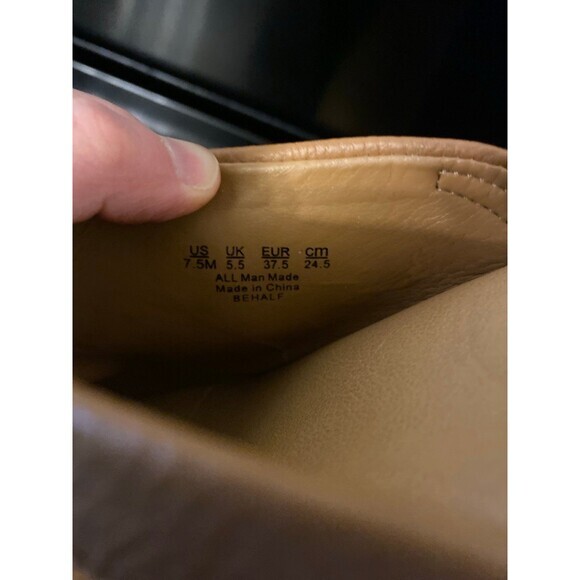 US UK EUR cm
7.5M 5.5 37.5 24.5
ALL Man Made
Made in China
BEHALF